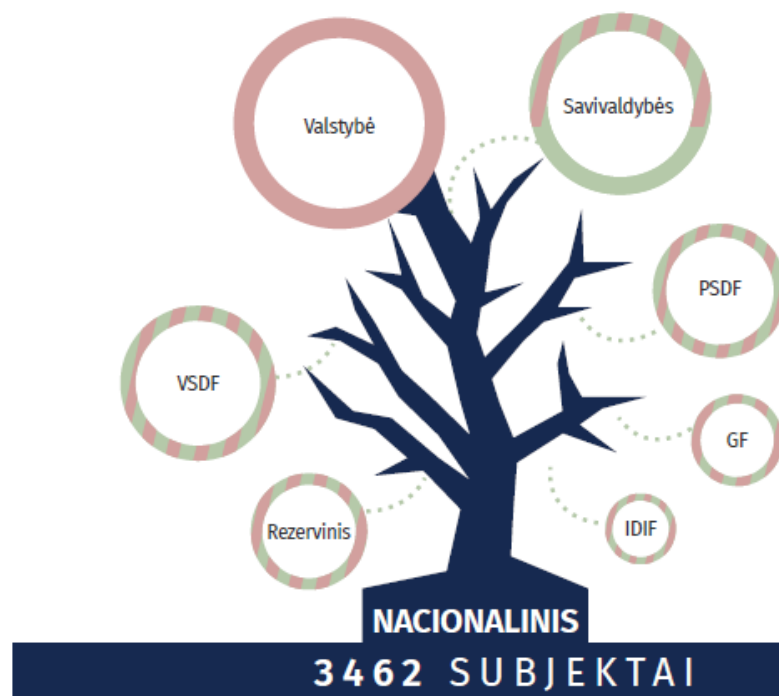 Valstybė
Savivaldybės
PSDF
VSDF
GF
Rezervinis
IDIF
NACIONALINIS
3462 SUBJEKTAI